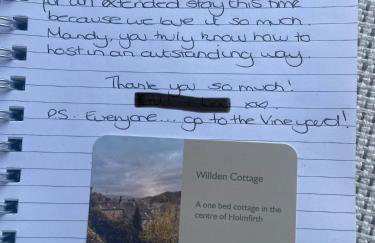 for an extended stay this time
because we love it so much.
Mandy, you truly know how to
host in an outstanding way.
Thank you so much!
xx.
P.S. Everyone.... go to the Vineyard!
Willden Cottage
A one bed cottage in the
centre of Holmfirth